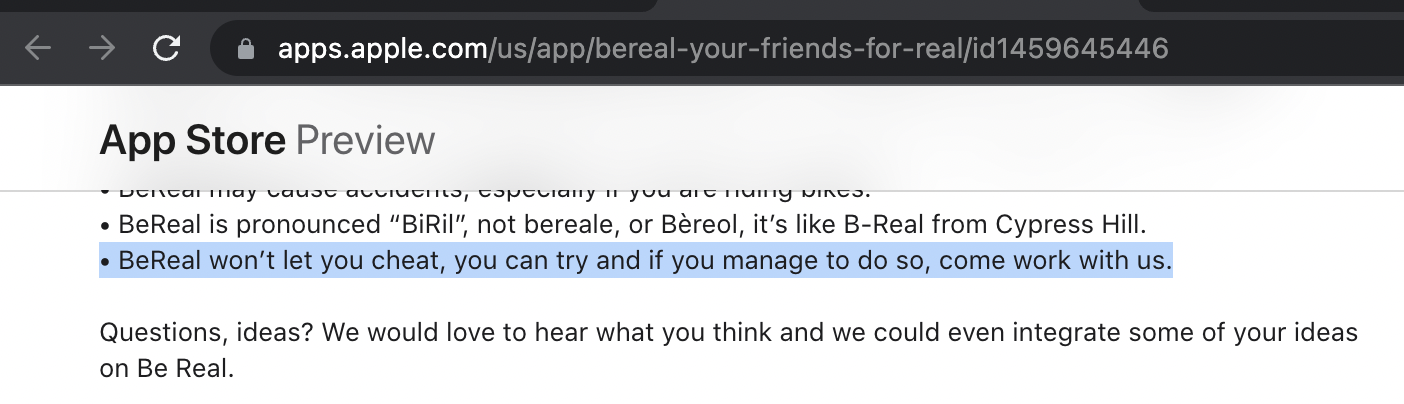 apps.apple.com/us/app/bereal-your-friends-for-real/id1459645446
App Store Preview
• BeReal may cause accidents, especially if you are riding bikes.
• BeReal is pronounced “BiRil”, not bereale, or Bèreol, it’s like B-Real from Cypress Hill.
• BeReal won’t let you cheat, you can try and if you manage to do so, come work with us.
Questions, ideas? We would love to hear what you think and we could even integrate some of your ideas
on Be Real.